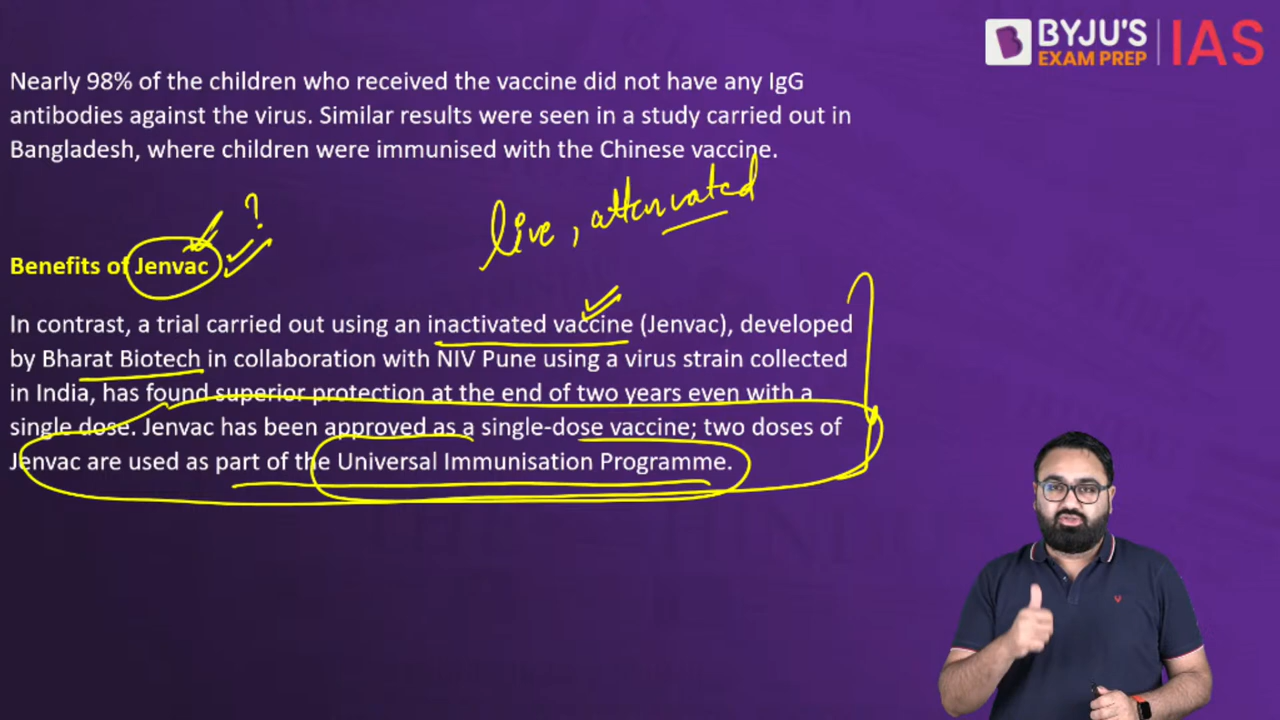 BYJU'S
EXAM PREP
IAS
Nearly 98% of the children who received the vaccine did not have any IgG
antibodies against the virus. Similar results were seen in a study carried out in
Bangladesh, where children were immunised with the Chinese vaccine.
live, attenuated
?
Benefits of Jenvac
In contrast, a trial carried out using an inactivated vaccine (Jenvac), developed
by Bharat Biotech in collaboration with NIV Pune using a virus strain collected
in India, has found superior protection at the end of two years even with a
single dose. Jenvac has been approved as a single-dose vaccine; two doses of
Jenvac are used as part of the Universal Immunisation Programme.